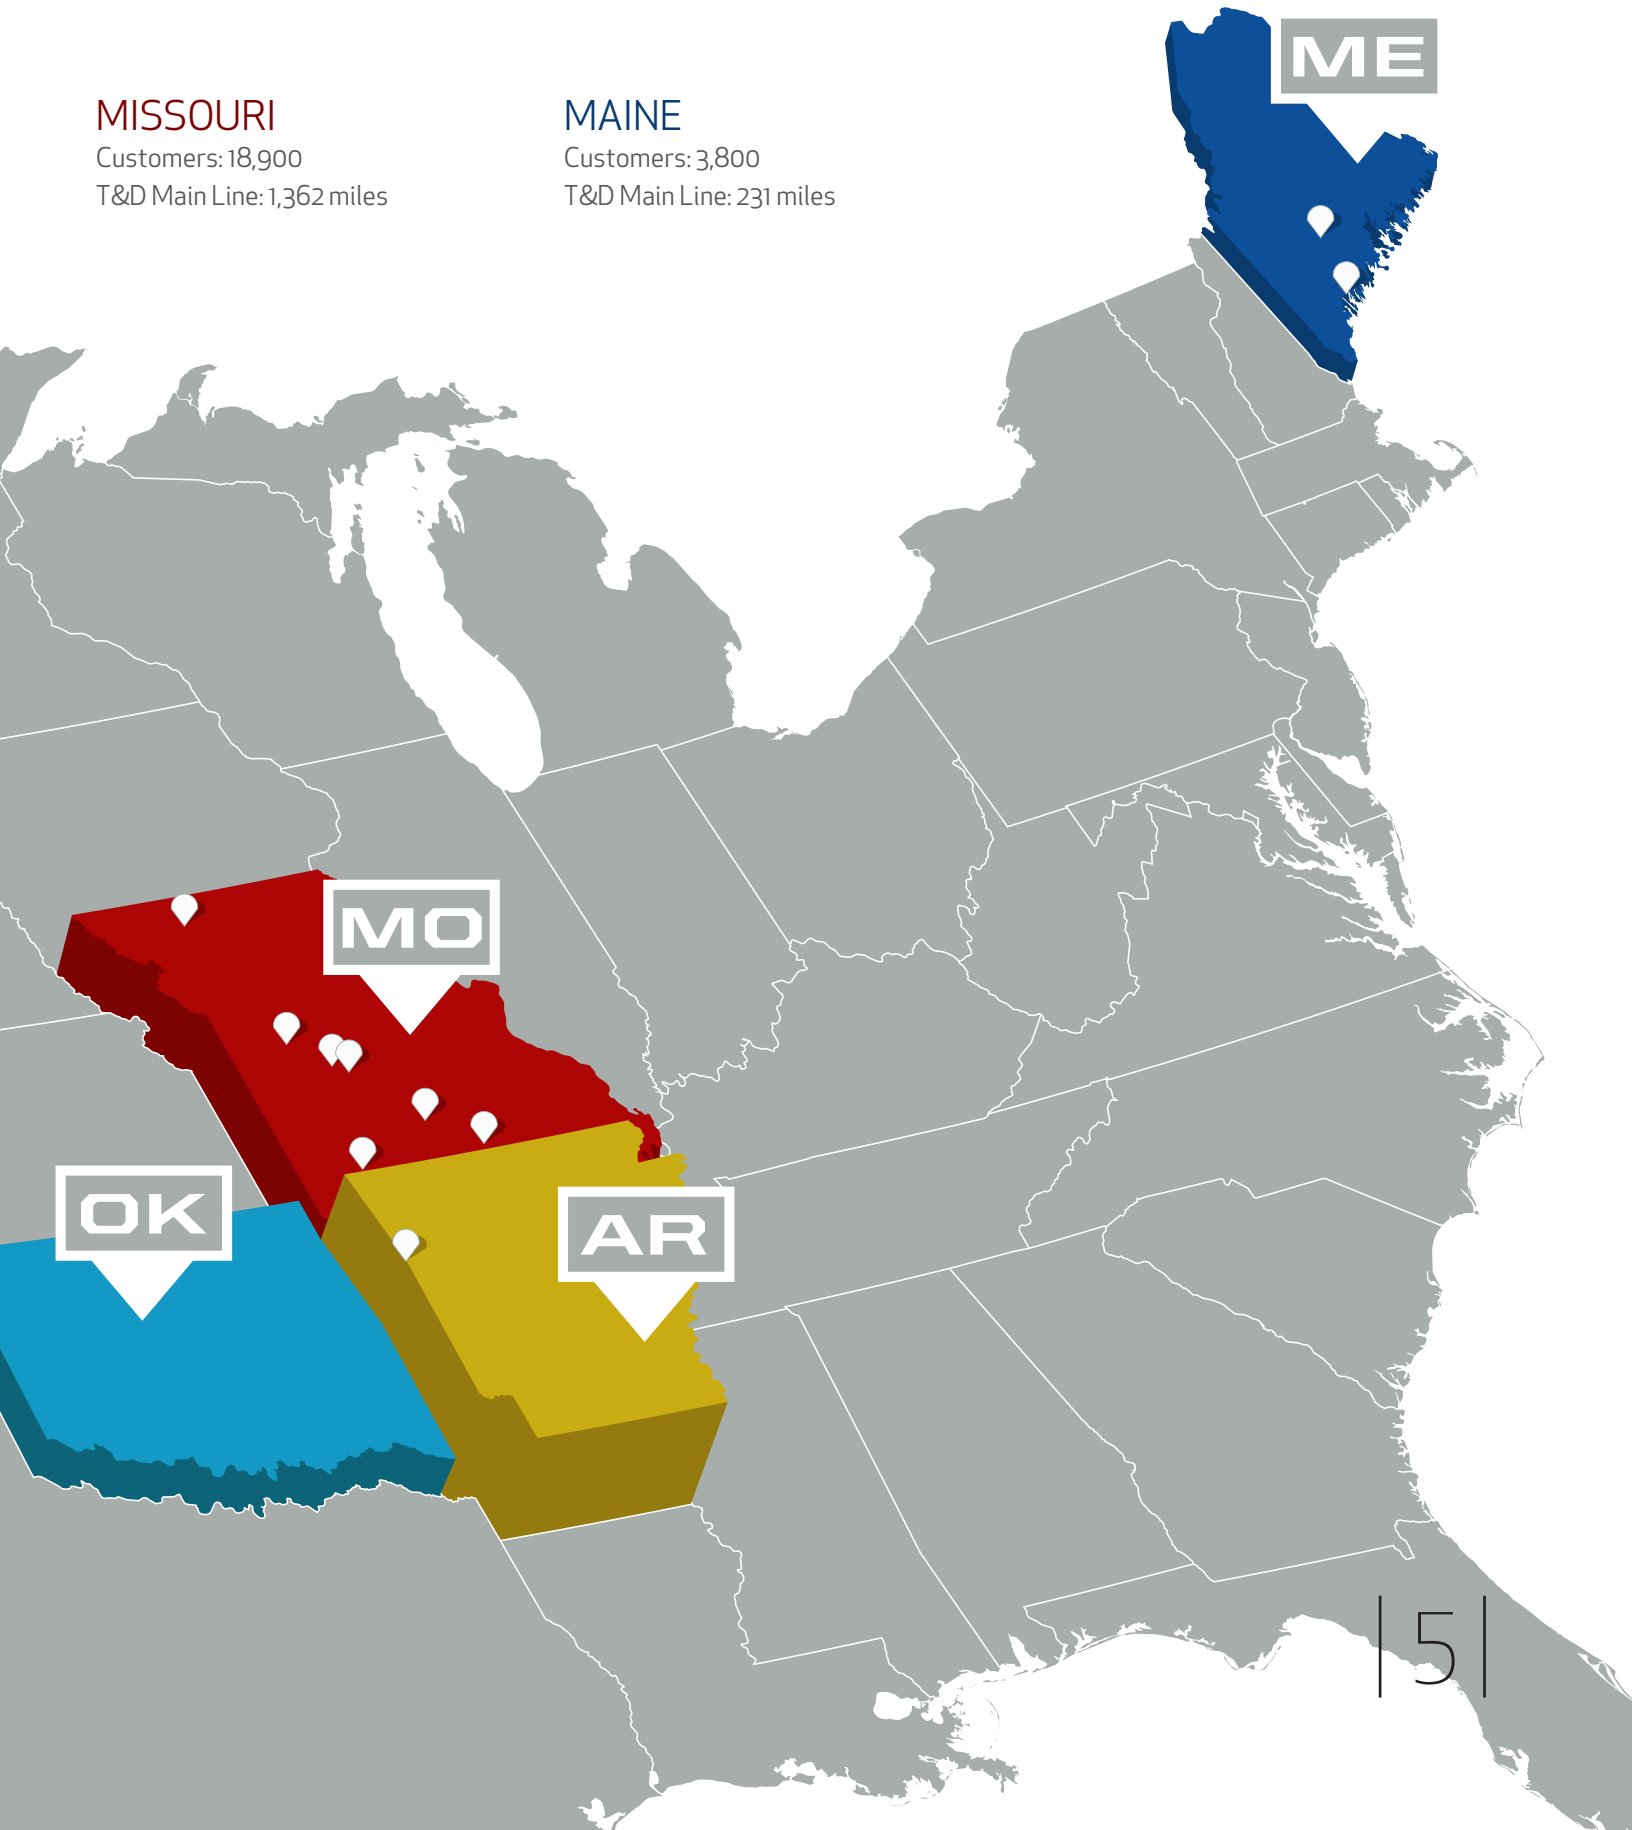 ME
MISSOURI
Customers: 18,900
T&D Main Line: 1,362 miles
MAINE
Customers: 3,800
T&D Main Line: 231 miles
MO
OK
AR
|5|